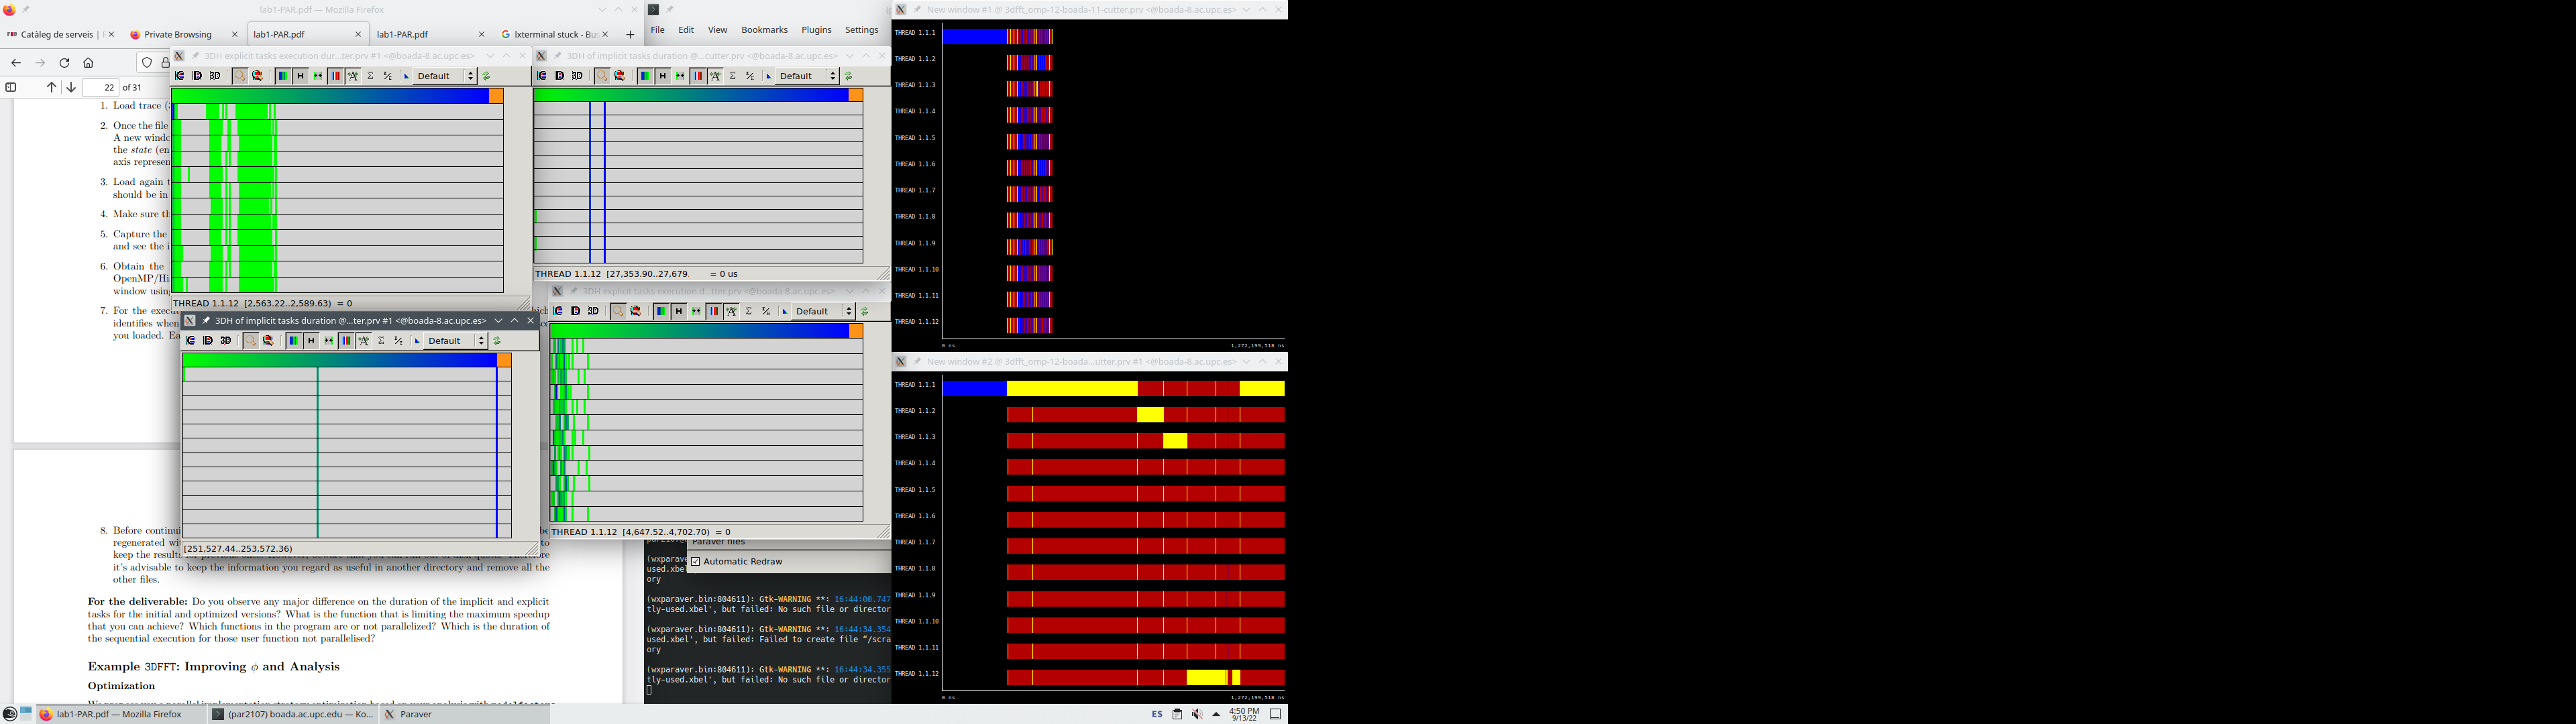 lab1-PAR.pdf — Mozilla Firefox
Catàleg de serveis |
Private Browsing
lab1-PAR.pdf
lab1-PAR.pdf
lxterminal stuck - Bus
22 of 31
1. Load trace (
2. Once the file
A new windo
the state (en
axis represen
3. Load again t
should be in
4. Make sure th
5. Capture the
and see the i
6. Obtain the
OpenMP/Hi
window using
7. For the execu
identifies when
you loaded. Ea
8. Before continui
regenerated wi
keep the results
it's advisable to keep the information you regard as useful in another directory and remove all the
other files.
For the deliverable: Do you observe any major difference on the duration of the implicit and explicit
tasks for the initial and optimized versions? What is the function that is limiting the maximum speedup
that you can achieve? Which functions in the program are or not parallelized? Which is the duration of
the sequential execution for those user function not parallelised?
Example 3DFFT: Improving ϕ and Analysis
Optimization
3DH explicit tasks execution dur...ter.prv #1 <@boada-8.ac.upc.es>
3D
Default
THREAD 1.1.12 [2,563.22..2,589.63) = 0
3DH of implicit tasks duration @...cutter.prv #1 <@boada-8.ac.upc.es>
3D
Default
THREAD 1.1.12 [27,353.90..27,679. = 0 us
3DH of implicit tasks duration @...ter.prv #1 <@boada-8.ac.upc.es>
3D
Default
[251,527.44..253,572.36)
3DH explicit tasks execution d...tter.prv #1 <@boada-8.ac.upc.es>
3D
Default
THREAD 1.1.12 [4,647.52..4,702.70) = 0
File Edit View Bookmarks Plugins Settings
Paraver files
Automatic Redraw
(wxparave
used.xbel
ory
(wxparaver.bin:804611): Gtk-WARNING **: 16:44:00.747
tly-used.xbel', but failed: No such file or director
(wxparaver.bin:804611): Gtk-WARNING **: 16:44:34.354
used.xbel', but failed: Failed to create file "/scra
ory
(wxparaver.bin:804611): Gtk-WARNING **: 16:44:34.355
tly-used.xbel', but failed: No such file or director
New window #1 @ 3dfft_omp-12-boada-11-cutter.prv <@boada-8.ac.upc.es>
THREAD 1.1.1
THREAD 1.1.2
THREAD 1.1.3
THREAD 1.1.4
THREAD 1.1.5
THREAD 1.1.6
THREAD 1.1.7
THREAD 1.1.8
THREAD 1.1.9
THREAD 1.1.10
THREAD 1.1.11
THREAD 1.1.12
0 ns
1,272,199,518 ns
New window #2 @ 3dfft_omp-12-boada...utter.prv #1 <@boada-8.ac.upc.es>
THREAD 1.1.1
THREAD 1.1.2
THREAD 1.1.3
THREAD 1.1.4
THREAD 1.1.5
THREAD 1.1.6
THREAD 1.1.7
THREAD 1.1.8
THREAD 1.1.9
THREAD 1.1.10
THREAD 1.1.11
THREAD 1.1.12
0 ns
1,272,199,518 ns
lab1-PAR.pdf — Mozilla Firefox
(par2107) boada.ac.upc.edu — Ko...
Paraver
ES
4:50 PM
9/13/22